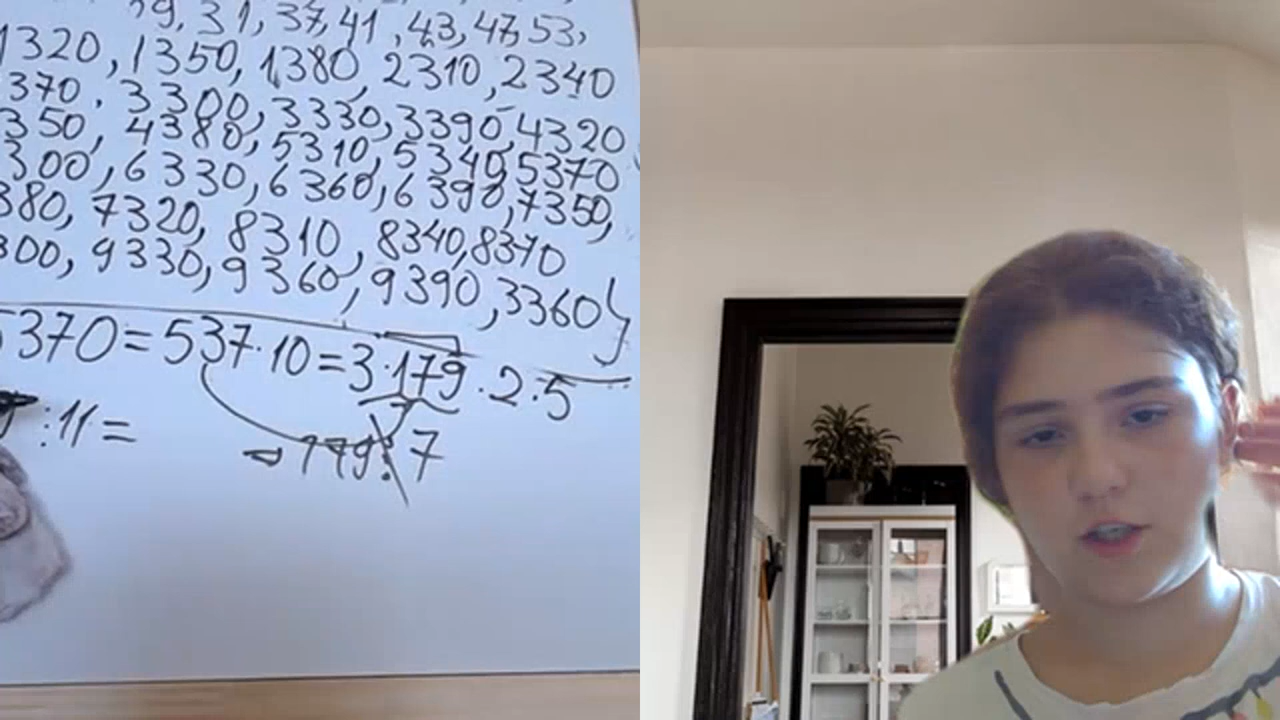 29, 31, 37, 41, 43, 47, 53,
1320, 1350, 1380, 2310, 2340
370, 3300, 3330, 3390, 4320
350, 4380, 5310, 5340, 5370
300, 6330, 6360, 6390, 7350,
380, 7320, 8310, 8340, 8370
300, 9330, 9360, 9390, 3360}
5370 = 537·10 = 3·179·2·5
:11 =
179:7